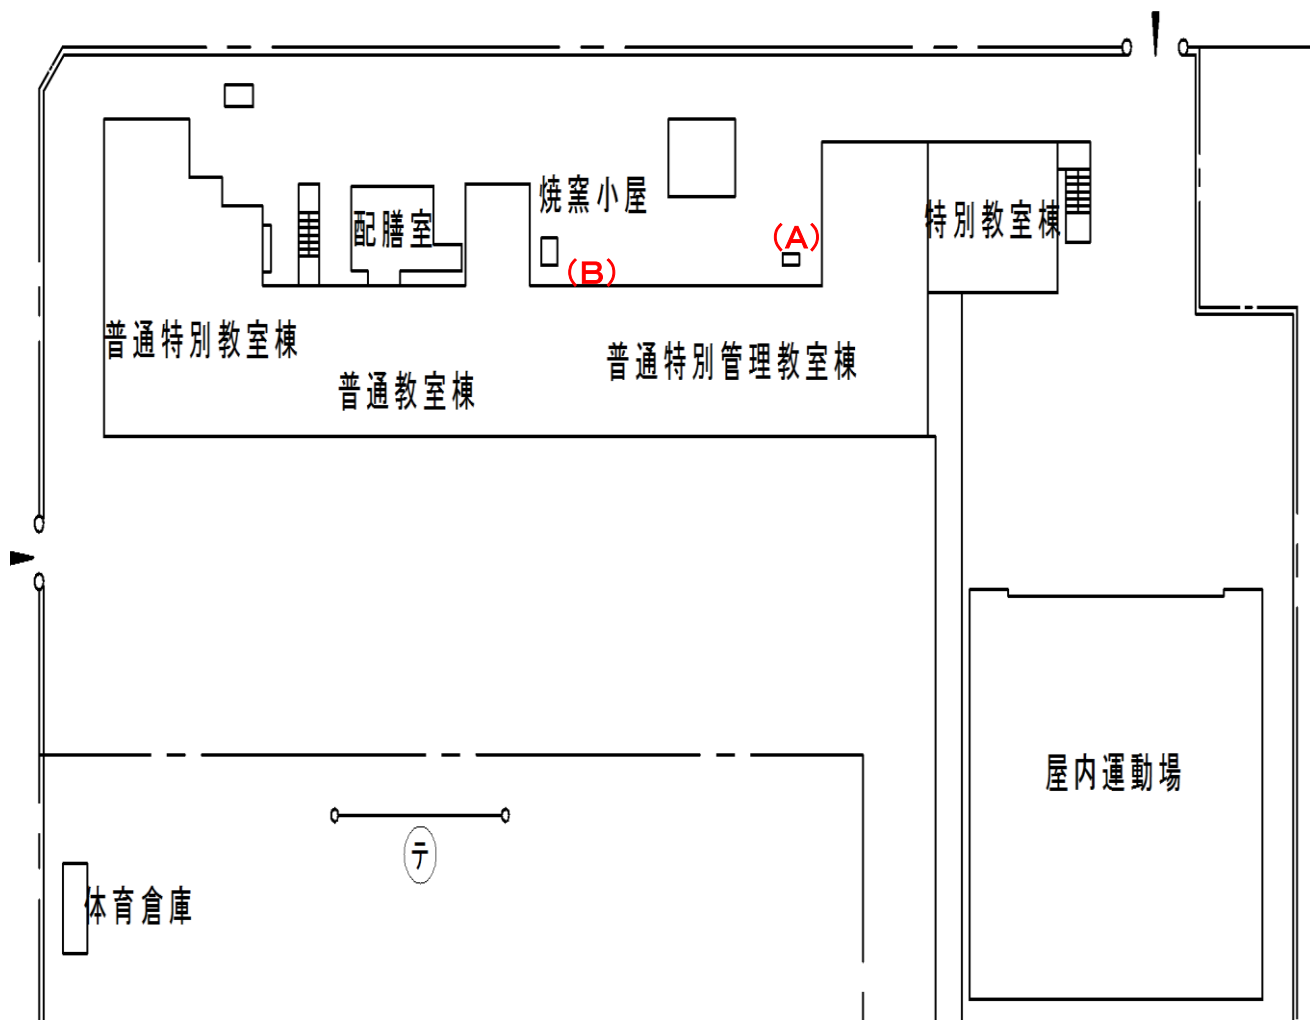 焼窯小屋
配膳室
特別教室棟
(A)
(B)
普通特別教室棟
普通特別管理教室棟
普通教室棟
屋内運動場
テ
体育倉庫